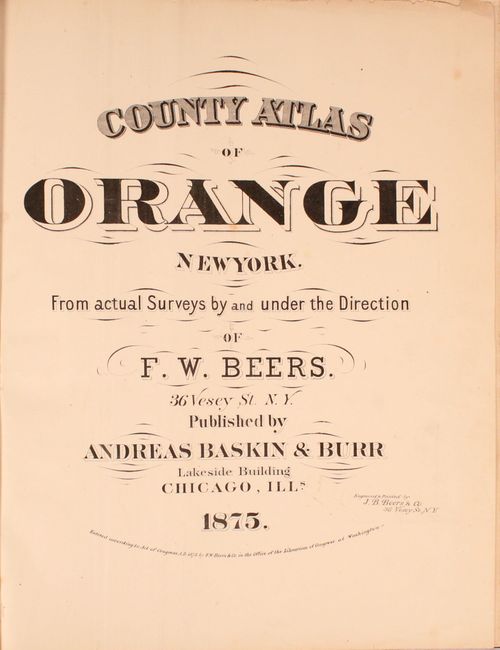 COUNTY ATLAS
OF
ORANGE
NEW YORK.
From actual Surveys by and under the Direction
OF
F. W. BEERS.
36 Vesey St. N.Y.
Published by
ANDREAS BASKIN & BURR
Lakeside Building
CHICAGO, ILLS.
Engraved & Printed by
J. B. Beers & Co
36 Vesey St, N.Y.
1875.
Entered according to Act of Congress A.D. 1875 by F.W. Beers & Co. in the Office of the Librarian of Congress at Washington